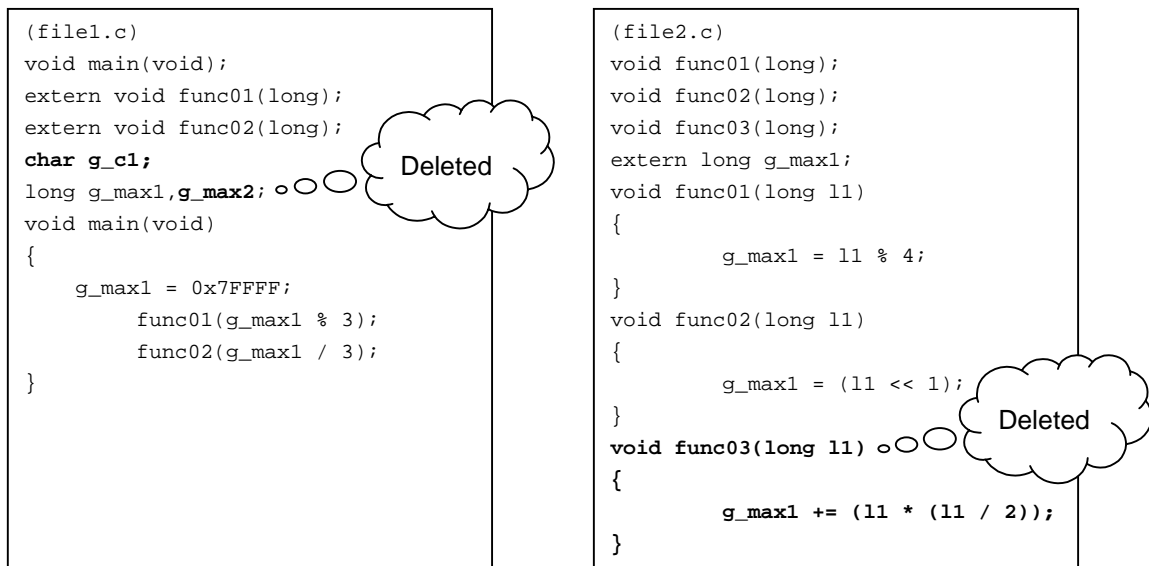 (file1.c)
void main(void);
extern void func01(long);
extern void func02(long);
char g_c1;
long g_max1,g_max2;
void main(void)
{
g_max1 = 0x7FFFF;
func01(g_max1 % 3);
func02(g_max1 / 3);
}
Deleted
(file2.c)
void func01(long);
void func02(long);
void func03(long);
extern long g_max1;
void func01(long l1)
{
g_max1 = l1 % 4;
}
void func02(long l1)
{
g_max1 = (l1 << 1);
}
void func03(long l1)
{
g_max1 += (l1 * (l1 / 2));
}
Deleted